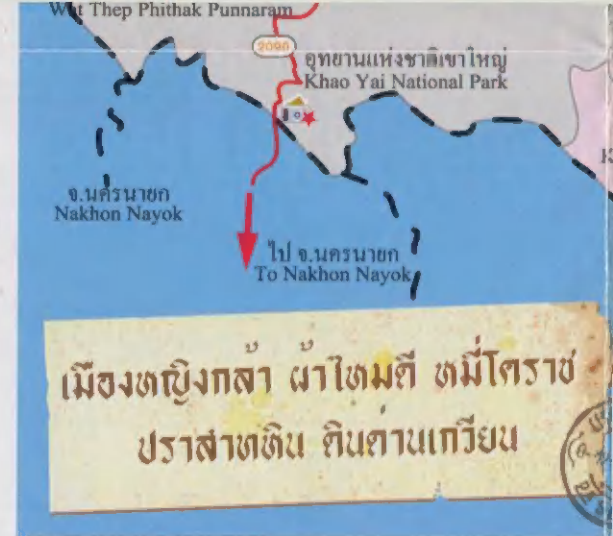 Wat Thep Phithak Punnaram
2090
อุทยานแห่งชาติเขาใหญ่
Khao Yai National Park
จ.นครนายก
Nakhon Nayok
ไป จ.นครนายก
To Nakhon Nayok
เมืองหญิงกล้า ผ้าไหมดี หมี่โคราช
ปราสาทหิน ดินด่านเกวียน